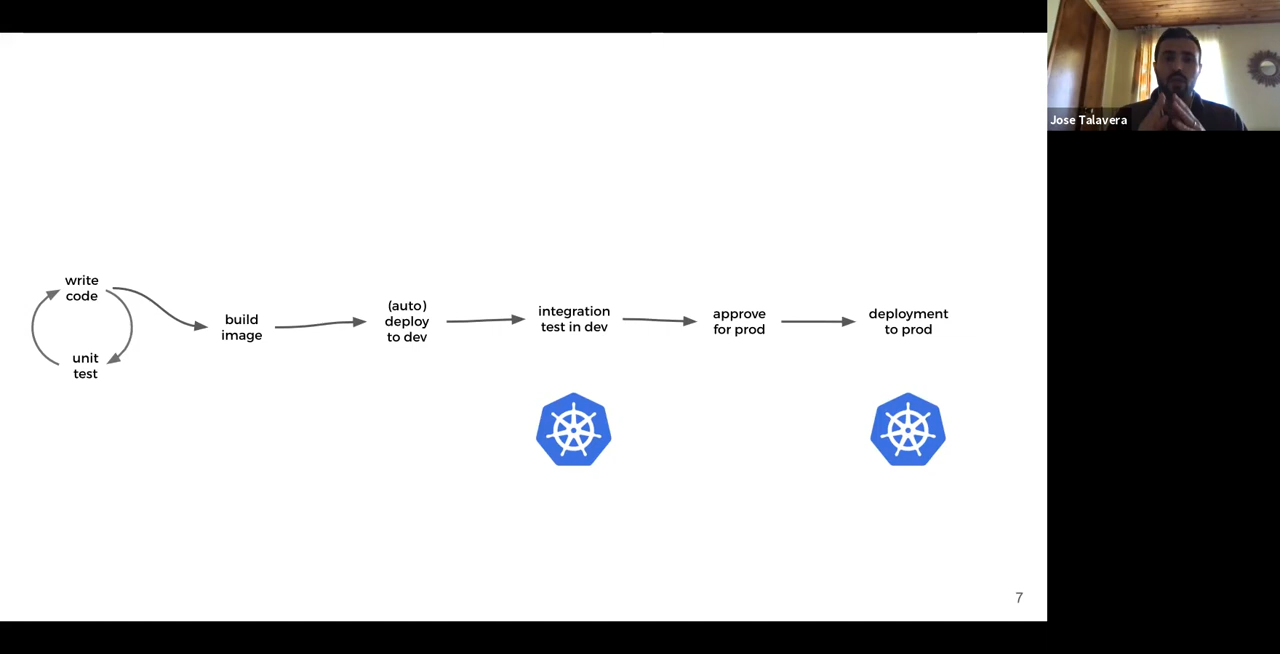 Jose Talavera
write
code
unit
test
build
image
(auto)
deploy
to dev
integration
test in dev
approve
for prod
deployment
to prod
7